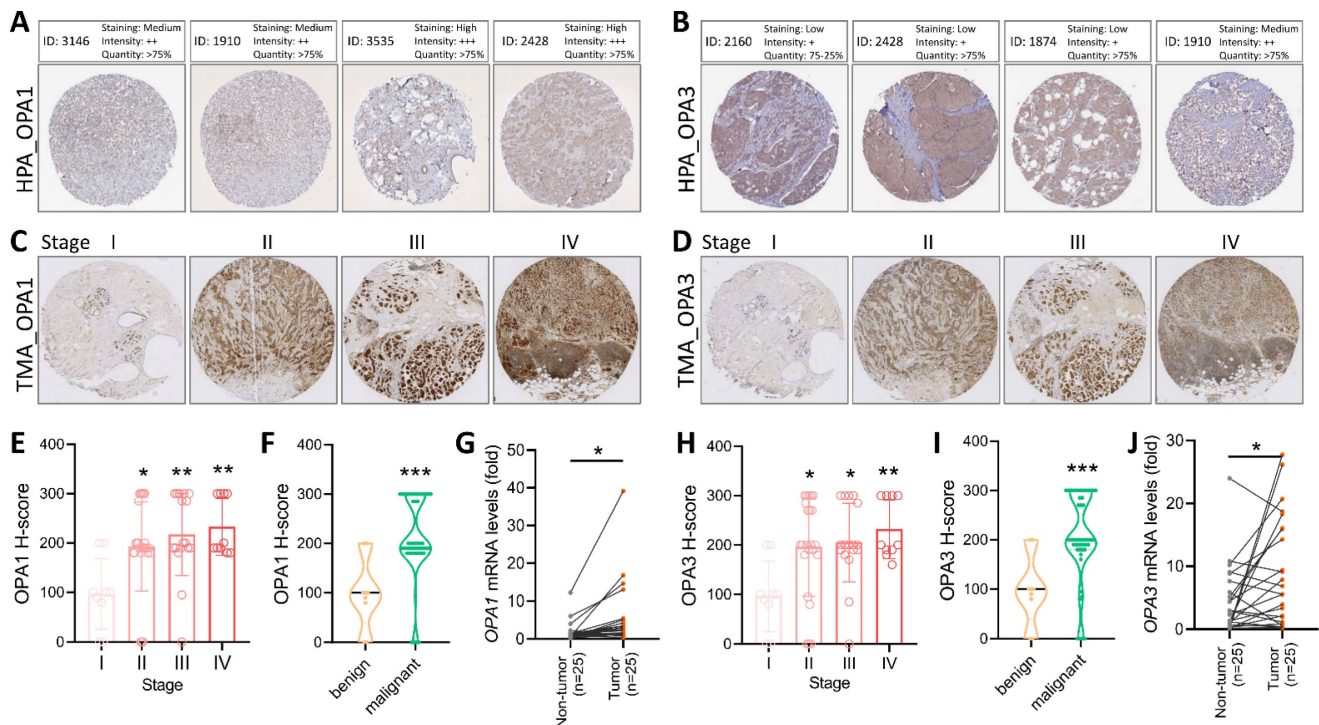 A
ID: 3146
Staining: Medium
Intensity: ++
Quantity: >75%
ID: 1910
Staining: Medium
Intensity: ++
Quantity: >75%
ID: 3535
Staining: High
Intensity: +++
Quantity: >75%
ID: 2428
Staining: High
Intensity: +++
Quantity: >75%
HPA_OPA1
B
ID: 2160
Staining: Low
Intensity: +
Quantity: 75-25%
ID: 2428
Staining: Low
Intensity: +
Quantity: >75%
ID: 1874
Staining: Low
Intensity: +
Quantity: >75%
ID: 1910
Staining: Medium
Intensity: ++
Quantity: >75%
HPA_OPA3
C
Stage I II III IV
TMA_OPA1
D
Stage I II III IV
TMA_OPA3
E
OPA1 H-score
400
300
200
100
0
* ** **
I II III IV
Stage
F
OPA1 H-score
400
300
200
100
0
***
benign
malignant
G
OPA1 mRNA levels (fold)
50
40
30
20
10
0
*
Non-tumor
(n=25)
Tumor
(n=25)
H
OPA3 H-score
400
300
200
100
0
* * **
I II III IV
Stage
I
OPA3 H-score
400
300
200
100
0
***
benign
malignant
J
OPA3 mRNA levels (fold)
30
20
10
0
*
Non-tumor
(n=25)
Tumor
(n=25)